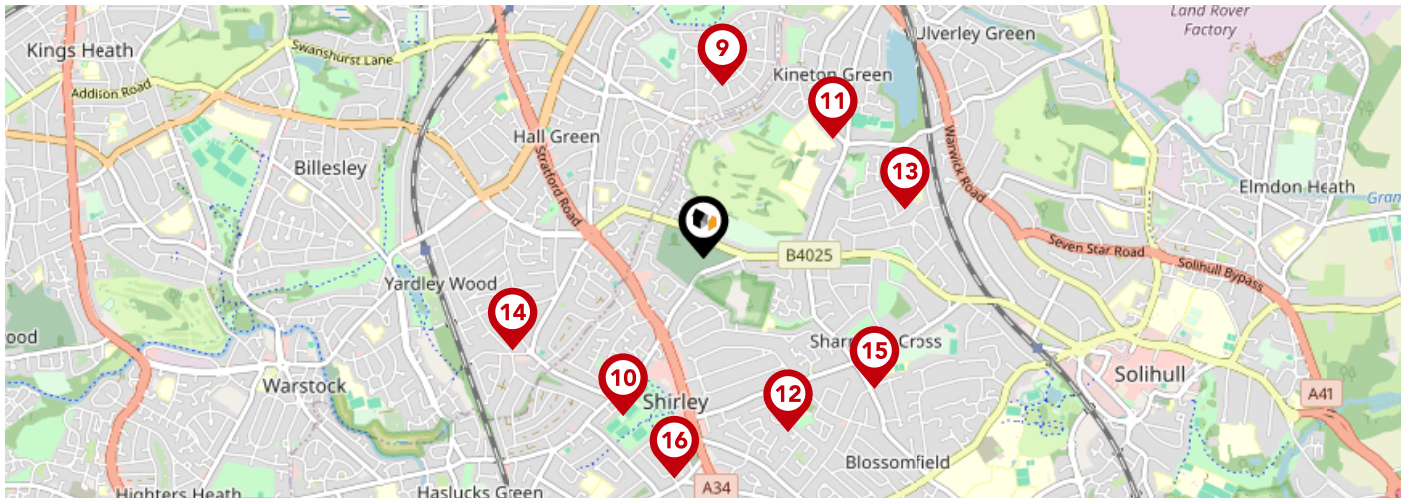 Land Rover
Factory
Ulverley Green
Kings Heath
9
Swanshurst Lane
Kineton Green
Addison Road
11
Hall Green
Warwick Road
Billesley
Stratford Road
13
Elmdon Heath
B4025
Seven Star Road
Solihull Bypass
Yardley Wood
14
ood
15
10
Solihull
Warstock
12
A41
Shirley
16
Blossomfield
A34
Highters Heath
Haslucks Green